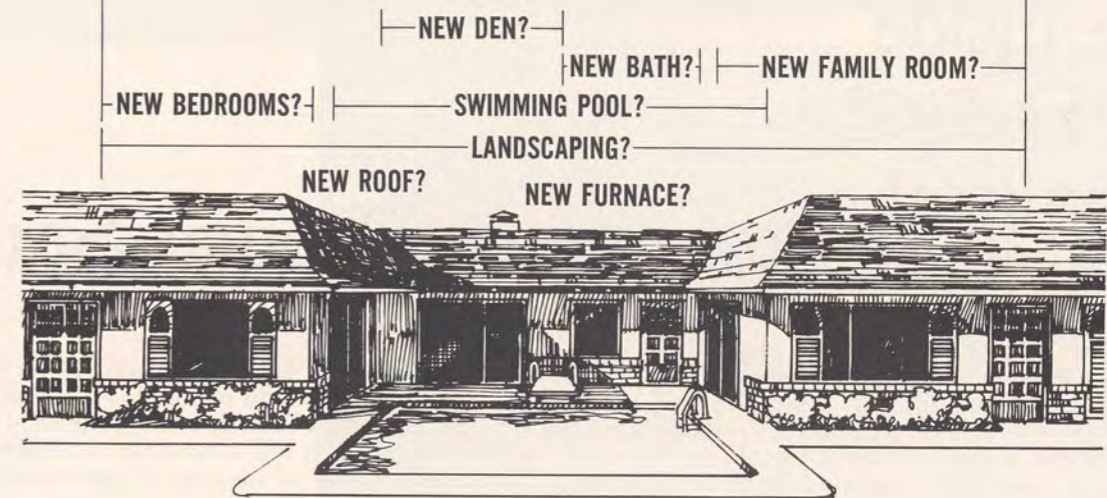 NEW DEN?
NEW BATH?
NEW FAMILY ROOM?
NEW BEDROOMS?
SWIMMING POOL?
LANDSCAPING?
NEW ROOF?
NEW FURNACE?